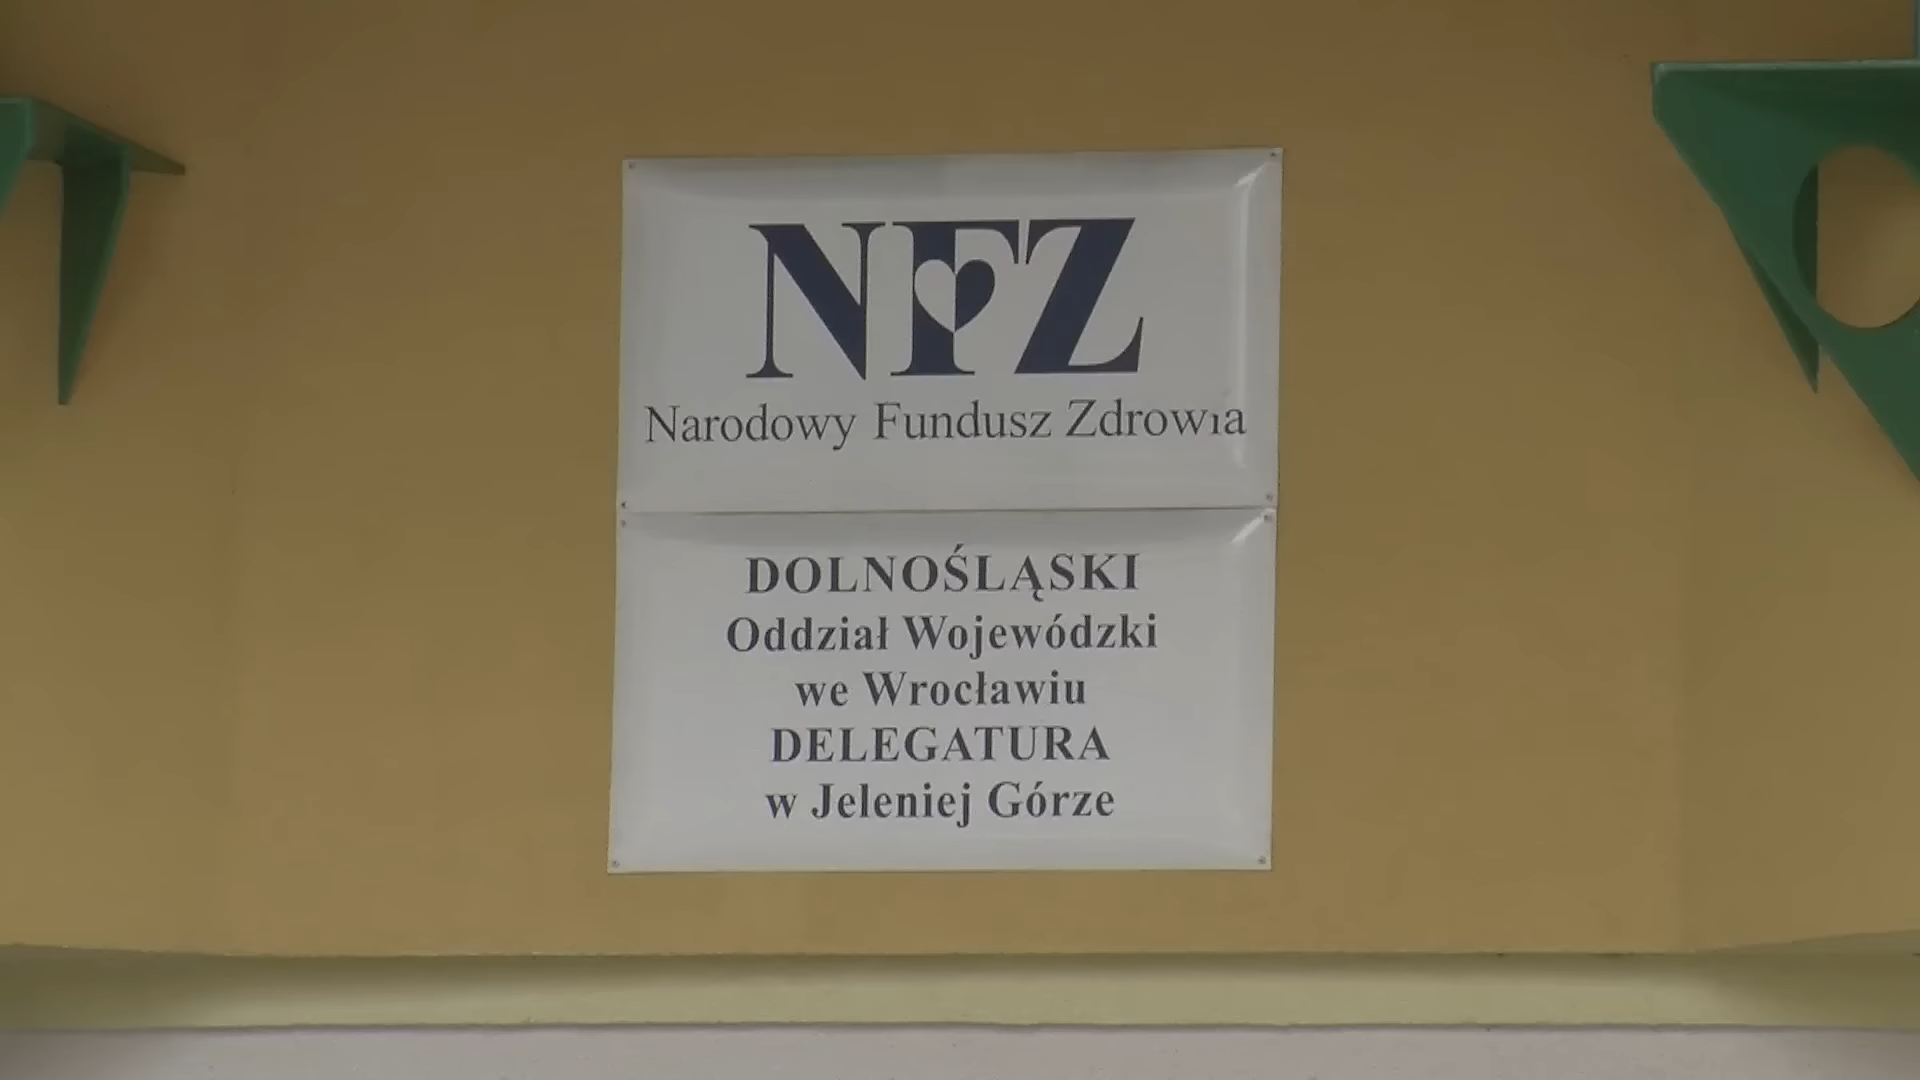 NFZ
Narodowy Fundusz Zdrowia
DOLNOŚLĄSKI
Oddział Wojewódzki
we Wrocławiu
DELEGATURA
w Jeleniej Górze